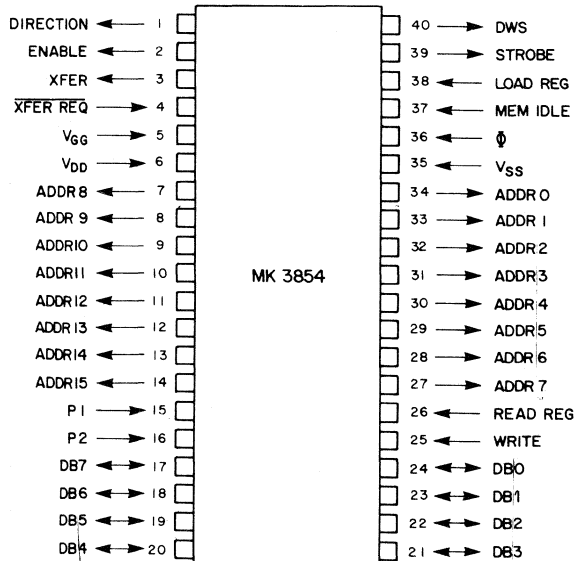 DIRECTION 1 40 DWS
ENABLE 2 39 STROBE
XFER 3 38 LOAD REG
XFER REQ 4 37 MEM IDLE
VGG 5 36 Φ
VDD 6 35 VSS
ADDR8 7 34 ADDR0
ADDR9 8 33 ADDR1
ADDR10 9 32 ADDR2
ADDR11 10 31 ADDR3
MK 3854
ADDR12 11 30 ADDR4
ADDR13 12 29 ADDR5
ADDR14 13 28 ADDR6
ADDR15 14 27 ADDR7
P1 15 26 READ REG
P2 16 25 WRITE
DB7 17 24 DB0
DB6 18 23 DB1
DB5 19 22 DB2
DB4 20 21 DB3